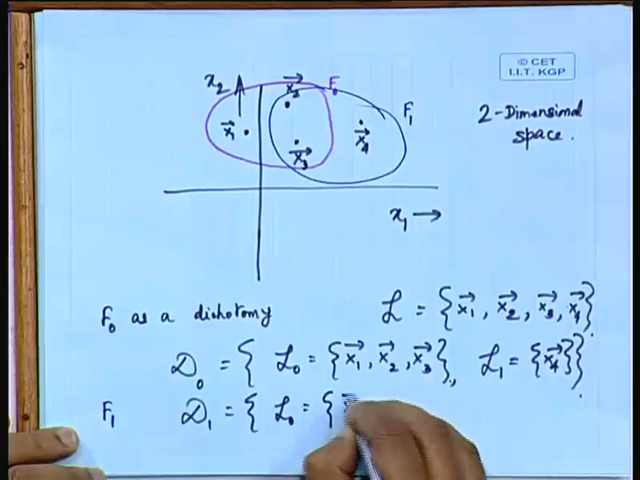 © CET
I.I.T. KGP
x₂
x⃗₂
F₀
F₁
x⃗₁
x⃗₃
x⃗₄
2-Dimensional
space.
x₁ →
F₀ as a dichotomy
ℒ = {x⃗₁, x⃗₂, x⃗₃, x⃗₄}.
𝒟₀ = { ℒ₀ = {x⃗₁, x⃗₂, x⃗₃}, ℒ₁ = {x⃗₄}}.
F₁ 𝒟₁ = { ℒ₀ = {